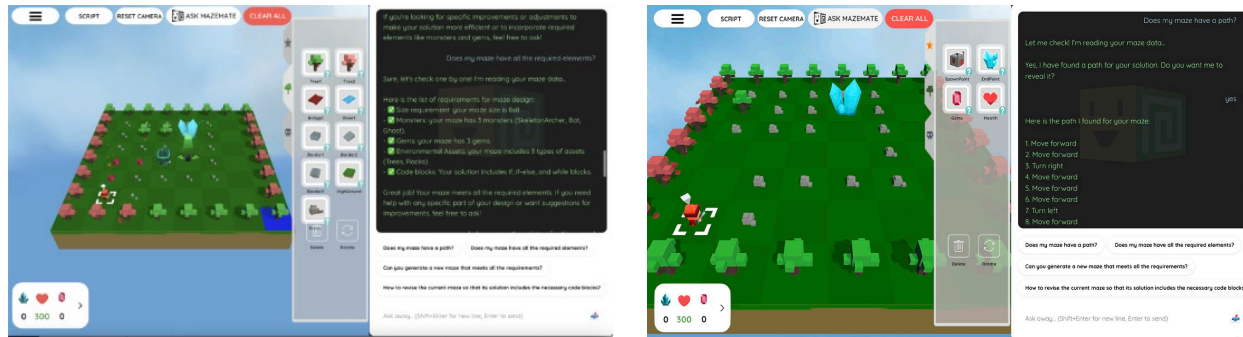 SCRIPT
RESET CAMERA
ASK MAZEMATE
CLEAR ALL
Tree1
Tree2
Bridge1
River1
Delete
Rotate
0 300 0
If you're looking for specific improvements or adjustments to
make your solution more efficient or to incorporate required
elements like monsters and gems, feel free to ask!
Does my maze have all the required elements?
Sure, let's check one by one! I'm reading your maze data...
Here is the list of requirements for maze design:
- ✅ Size requirement: your maze size is 8x8.
- ✅ Monsters: your maze has 3 monsters (SkeletonArcher, Bat,
Ghost).
- ✅ Gems: your maze has 3 gems.
- ✅ Environmental Assets: your maze includes 3 types of assets
(Trees, Rocks).
- ✅ Code blocks: Your solution includes if, if-else, and while blocks.
Great job! Your maze meets all the required elements. If you need
help with any specific part of your design or want suggestions for
improvements, feel free to ask!
Does my maze have a path?
Does my maze have all the required elements?
Can you generate a new maze that meets all the requirements?
How to revise the current maze so that its solution includes the necessary code blocks?
Ask away... (Shift+Enter for new line, Enter to send)
SCRIPT
RESET CAMERA
ASK MAZEMATE
CLEAR ALL
SpawnPoint
EndPoint
Gems
Health
Delete
Rotate
0 300 0
Does my maze have a path?
Let me check! I'm reading your maze data...
Yes, I have found a path for your solution. Do you want me to
reveal it?
yes
Here is the path I found for your maze:
1. Move forward
2. Move forward
3. Turn right
4. Move forward
5. Move forward
6. Move forward
7. Turn left
8. Move forward
Does my maze have a path?
Does my maze have all the required elements?
Can you generate a new maze that meets all the requirements?
How to revise the current maze so that its solution includes the necessary code blocks
Ask away... (Shift+Enter for new line, Enter to send)